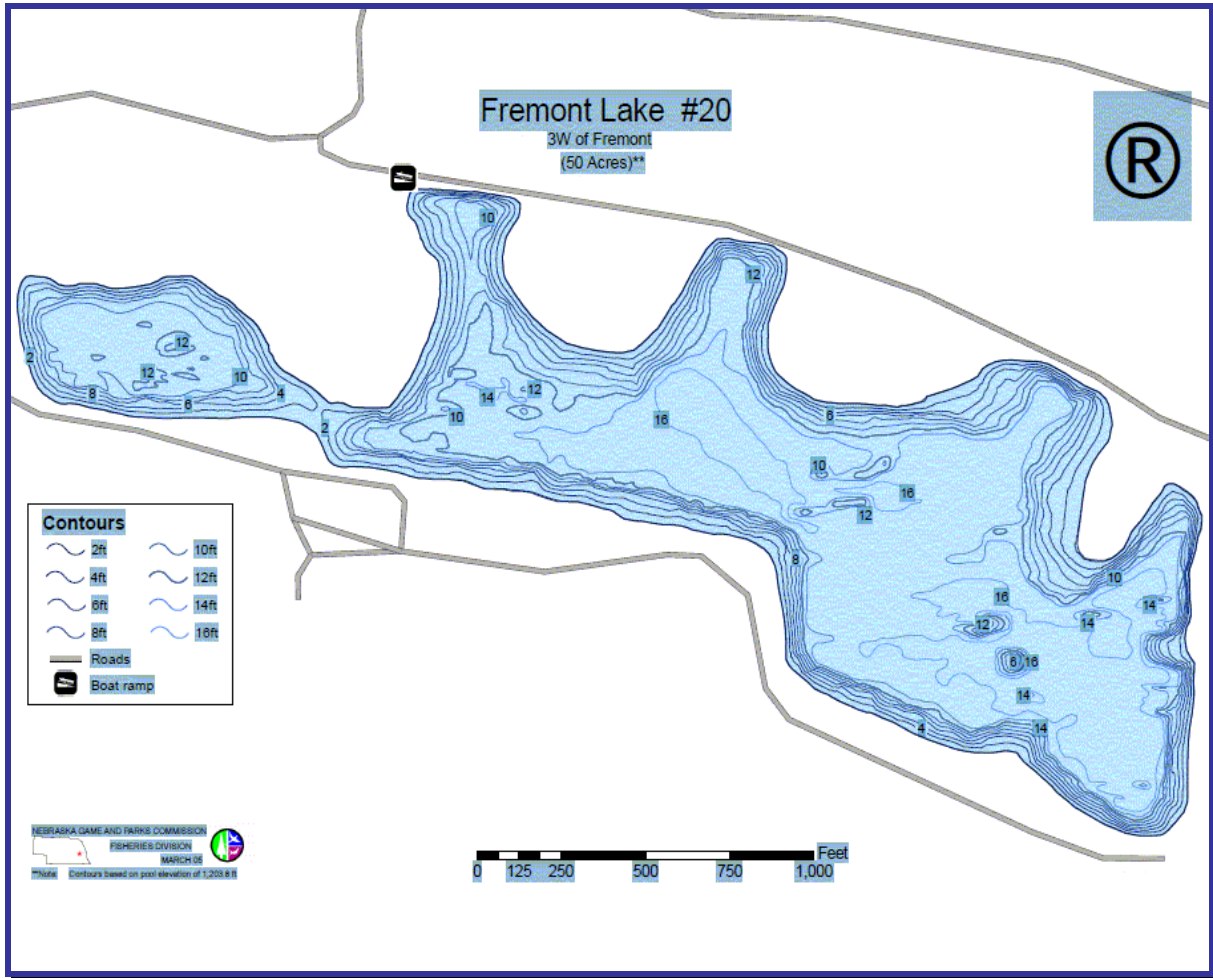 Fremont Lake #20
3W of Fremont
(50 Acres)**
®
10
12
12
2
12
10
8
4
6
2
12
14
10
16
6
10
16
12
8
10
16
14
12
14
6 16
14
4
14
Contours
2ft 10ft
4ft 12ft
6ft 14ft
8ft 16ft
Roads
Boat ramp
NEBRASKA GAME AND PARKS COMMISSION
FISHERIES DIVISION
MARCH 05
**Note: Contours based on pool elevation of 1,203.8 ft
Feet
0 125 250 500 750 1,000